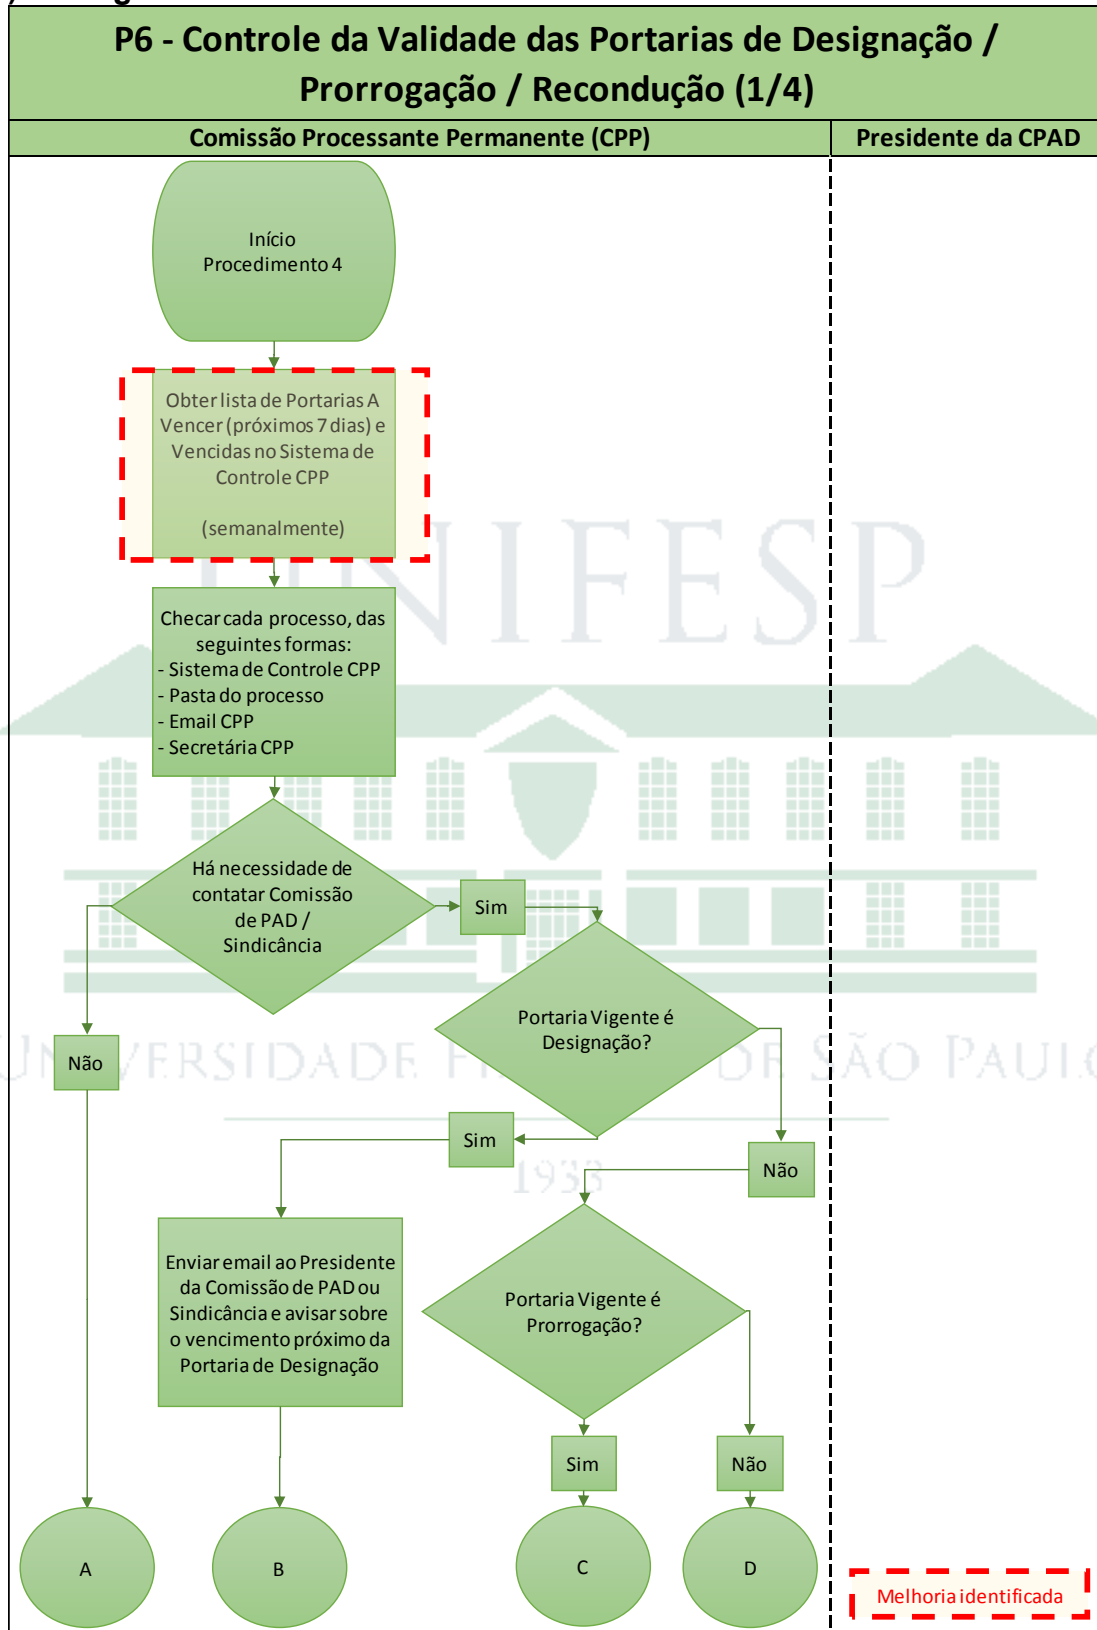 P6 - Controle da Validade das Portarias de Designação /
Prorrogação / Recondução (1/4)
Comissão Processante Permanente (CPP)
Presidente da CPAD
Início
Procedimento 4
Obter lista de Portarias A
Vencer (próximos 7 dias) e
Vencidas no Sistema de
Controle CPP
(semanalmente)
UNIFESP
Checar cada processo, das
seguintes formas:
- Sistema de Controle CPP
- Pasta do processo
- Email CPP
- Secretária CPP
Há necessidade de
contatar Comissão
de PAD /
Sindicância
Sim
Portaria Vigente é
Designação?
Não
UNIVERSIDADE FEDERAL DE SÃO PAULO
Sim
Não
1933
Enviar email ao Presidente
da Comissão de PAD ou
Sindicância e avisar sobre
o vencimento próximo da
Portaria de Designação
Portaria Vigente é
Prorrogação?
Sim
Não
A
B
C
D
Melhoria identificada